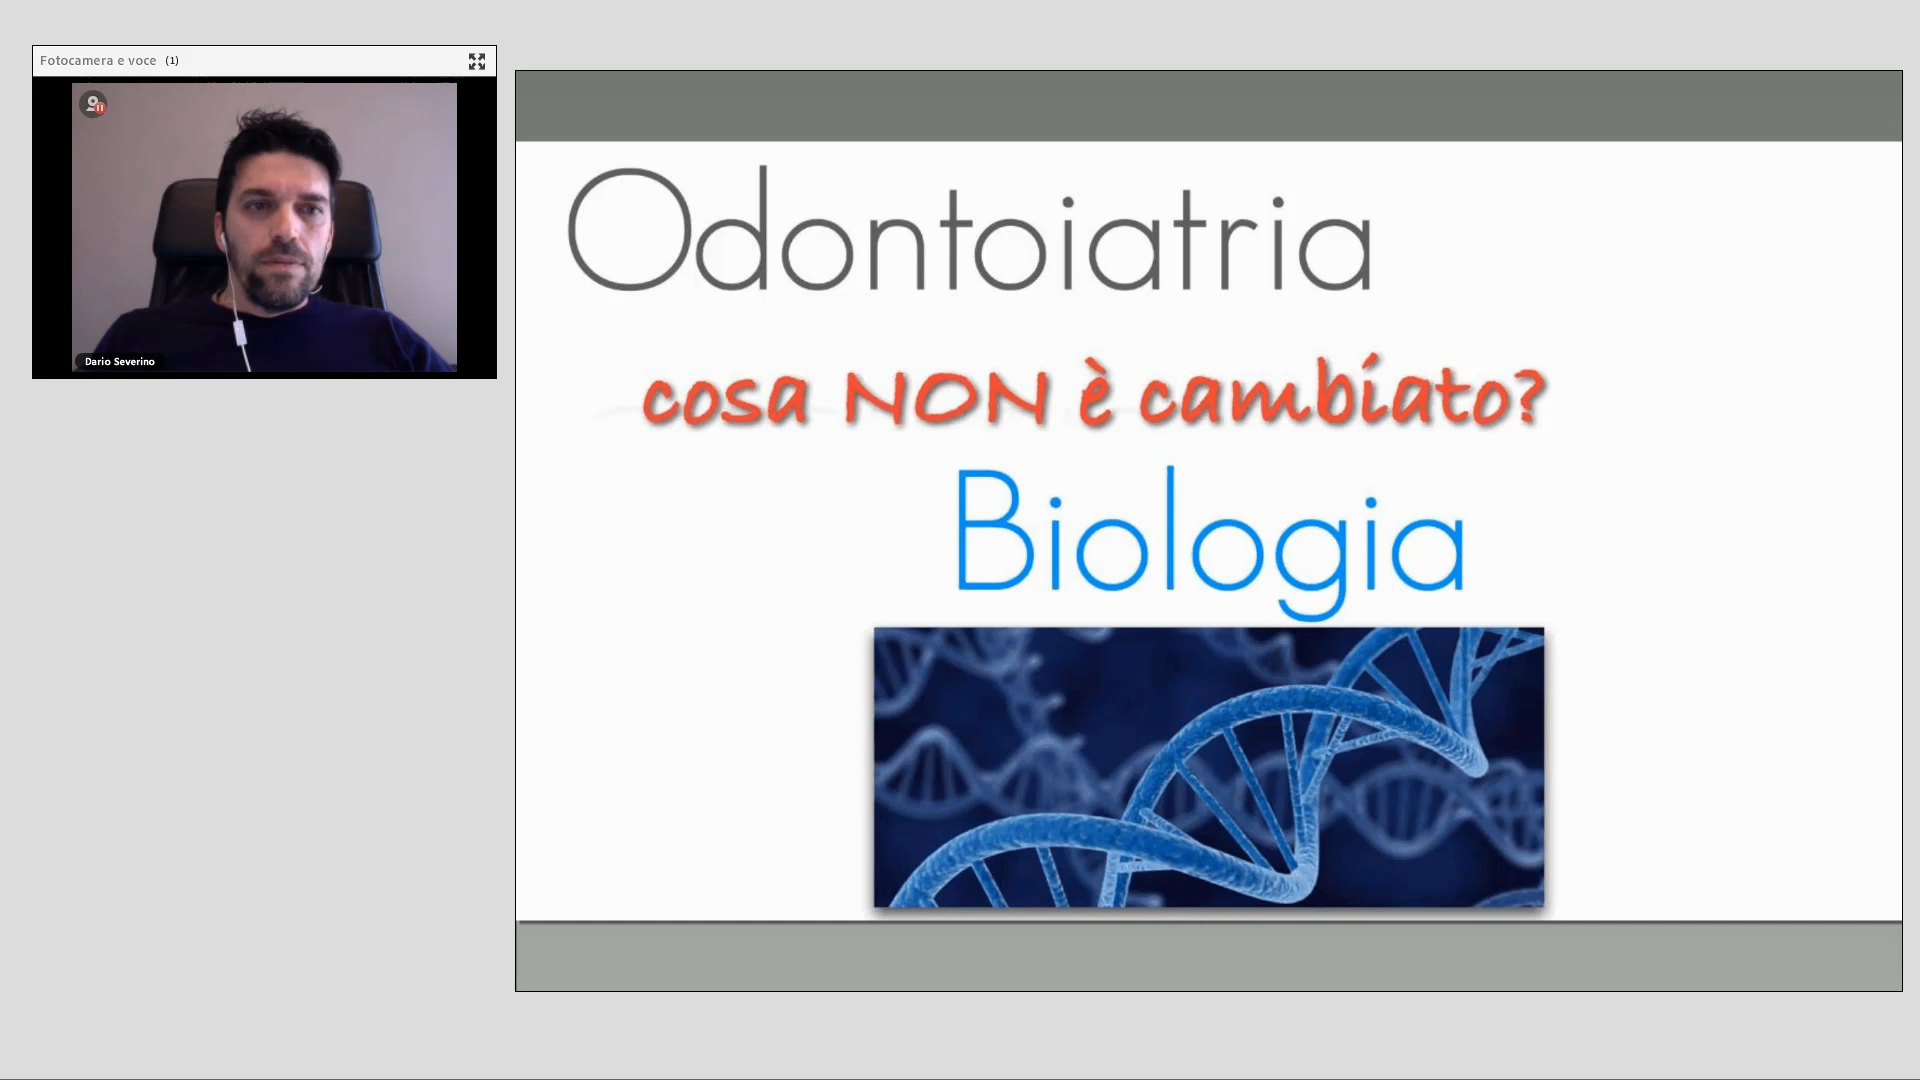 Fotocamera e voce (1)
Dario Severino
Odontoiatria
cosa NON è cambiato?
Biologia